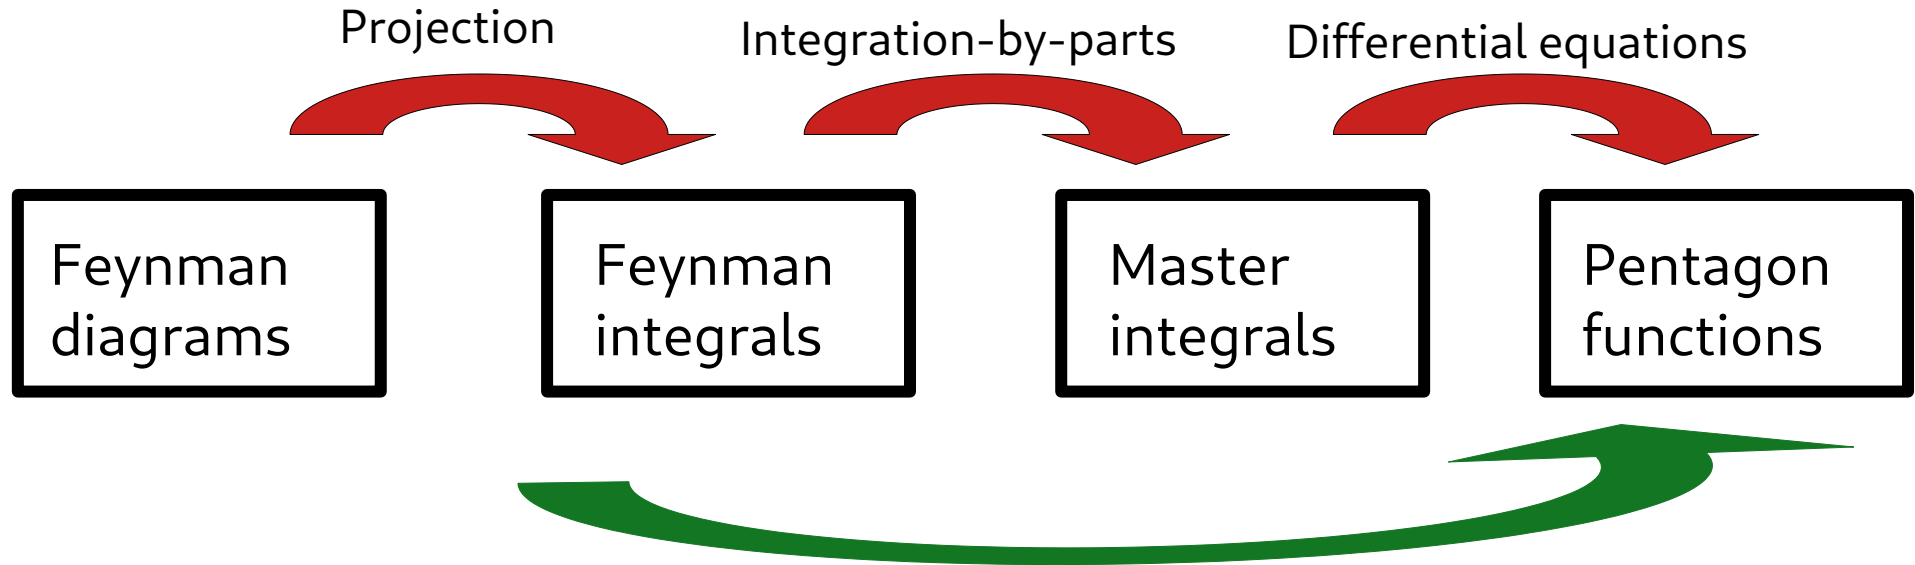 Projection
Integration-by-parts
Differential equations
Feynman
diagrams
Feynman
integrals
Master
integrals
Pentagon
functions